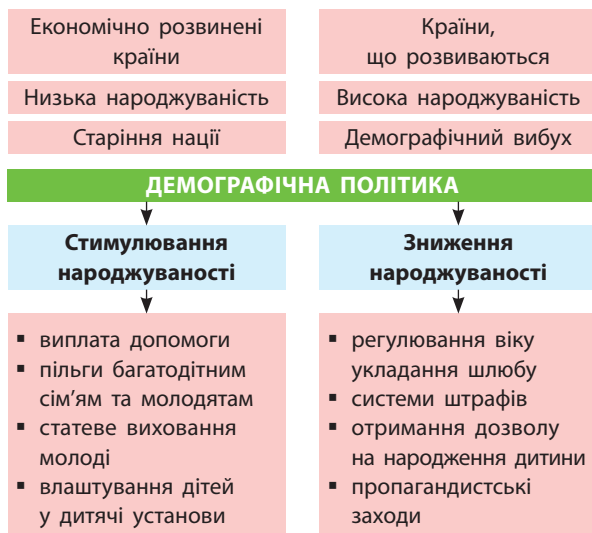 Економічно розвинені
країни
Низька народжуваність
Старіння нації
Країни,
що розвиваються
Висока народжуваність
Демографічний вибух
ДЕМОГРАФІЧНА ПОЛІТИКА
Стимулювання
народжуваності
▪ виплата допомоги
▪ пільги багатодітним
сім’ям та молодятам
▪ статеве виховання
молоді
▪ влаштування дітей
у дитячі установи
Зниження
народжуваності
▪ регулювання віку
укладання шлюбу
▪ системи штрафів
▪ отримання дозволу
на народження дитини
▪ пропагандистські
заходи